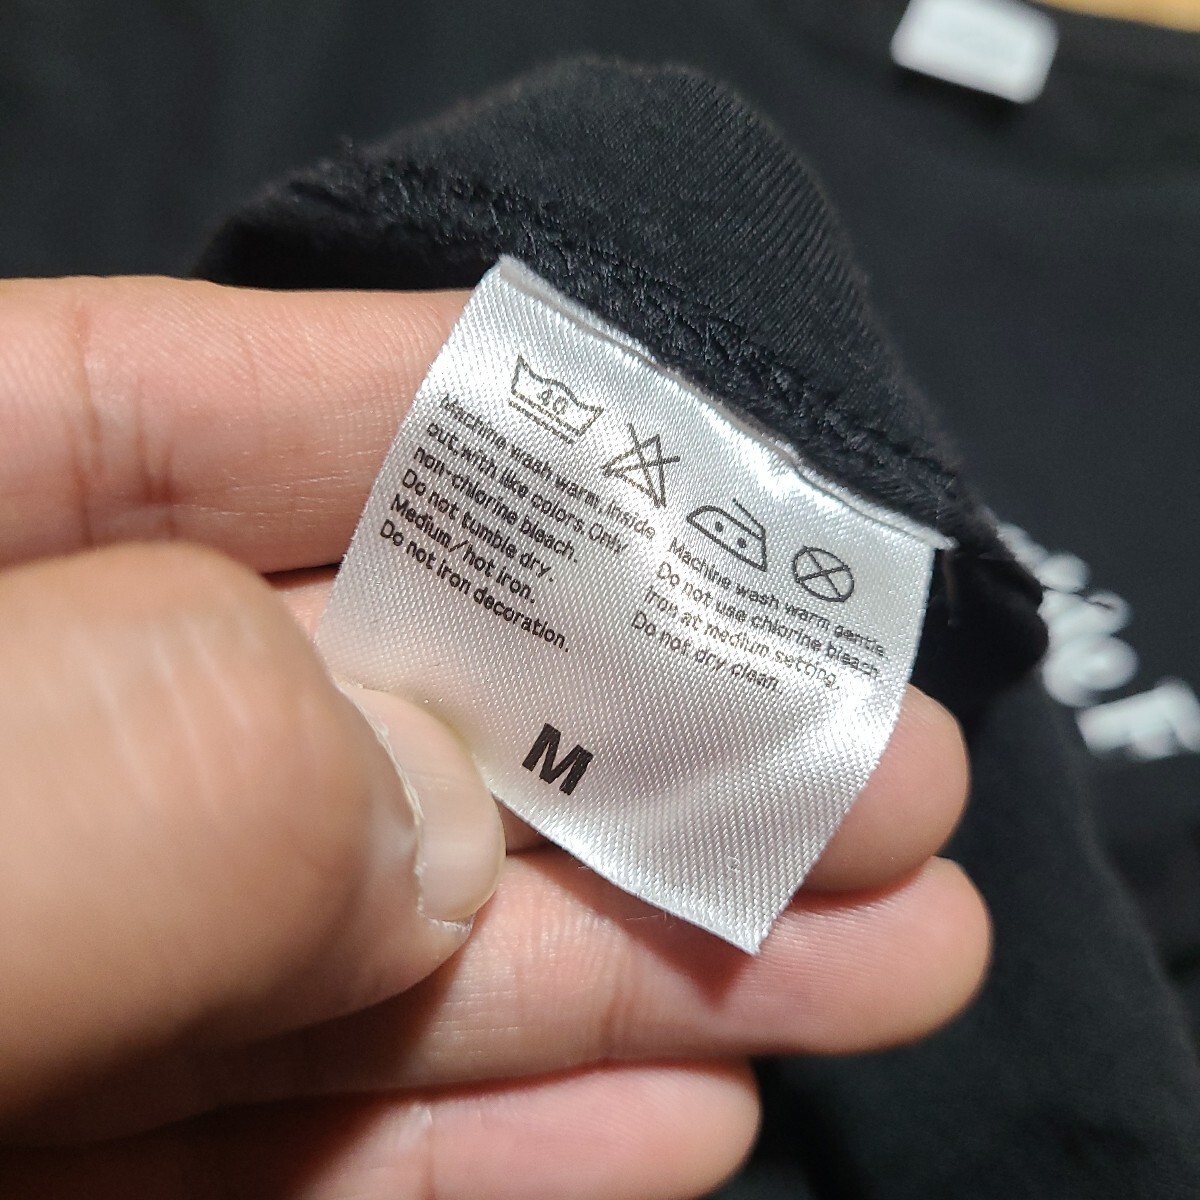 40
Machine wash warm, inside
out, with like colors. Only
non-chlorine bleach.
Do not tumble dry.
Medium/hot iron.
Do not iron decoration.
Machine wash warm gentle.
Do not use chlorine bleach.
Iron at medium setting.
Do not dry clean.
M